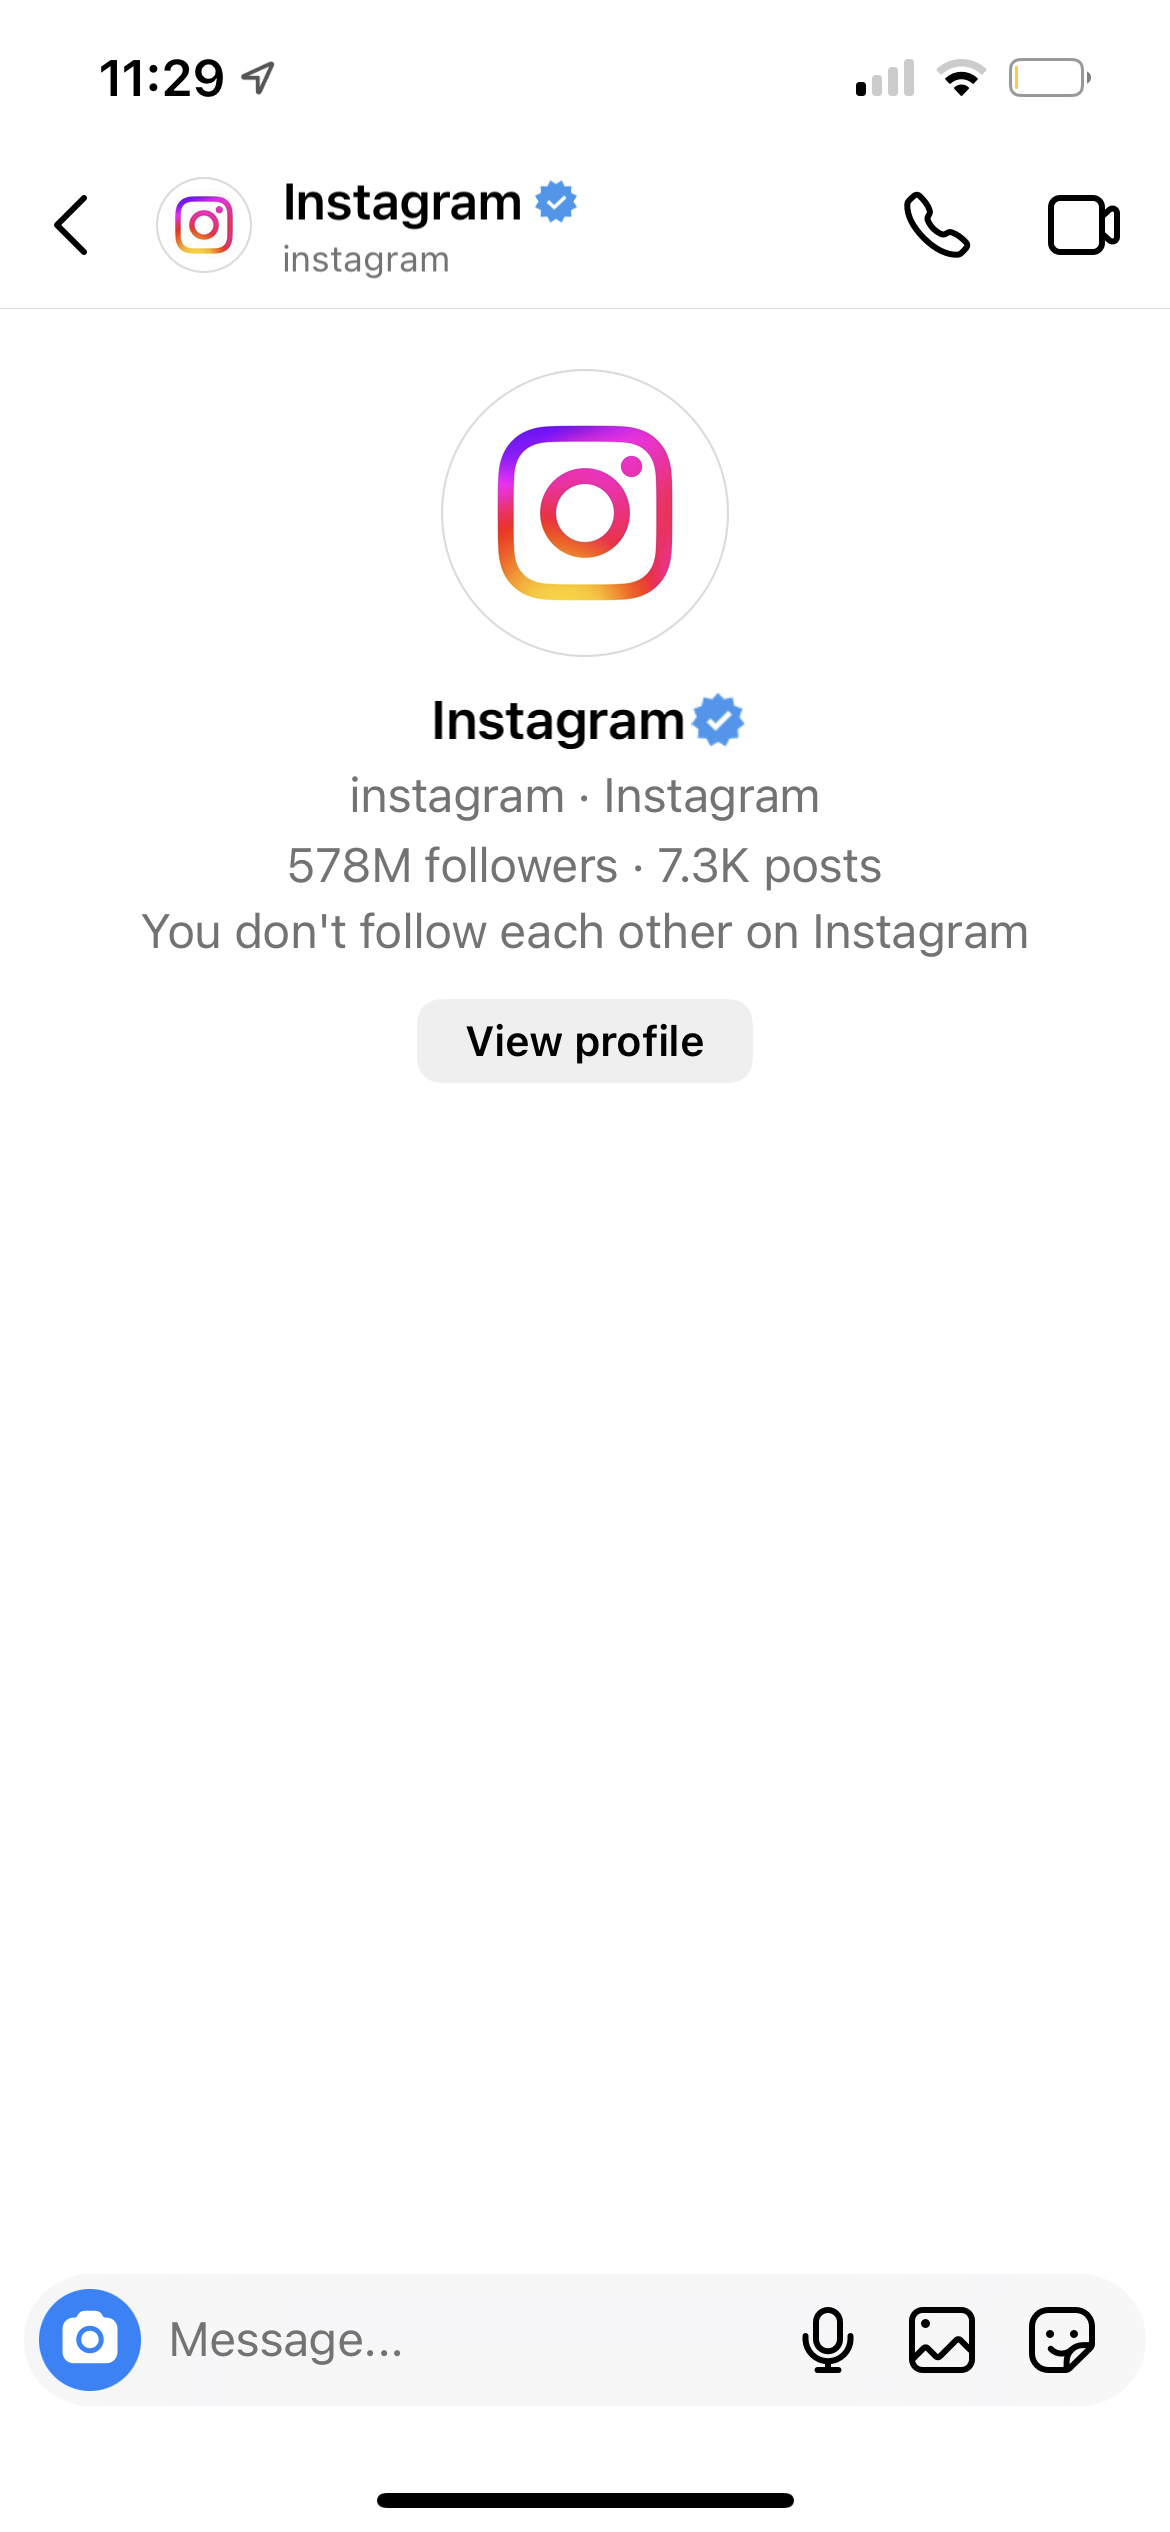 11:29
Instagram
instagram
Instagram
instagram · Instagram
578M followers · 7.3K posts
You don't follow each other on Instagram
View profile
Message...